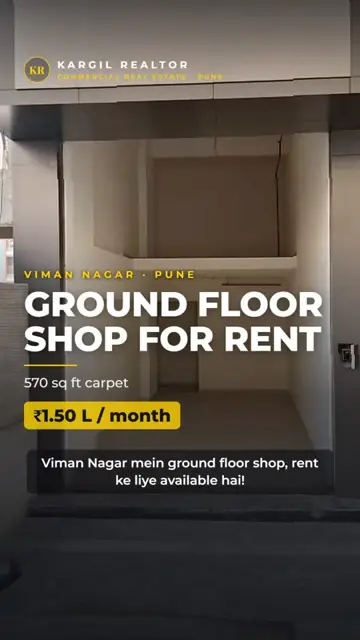 KR
KARGIL REALTOR
COMMERCIAL REAL ESTATE · PUNE
VIMAN NAGAR · PUNE
GROUND FLOOR
SHOP FOR RENT
570 sq ft carpet
₹1.50 L / month
Viman Nagar mein ground floor shop, rent
ke liye available hai!